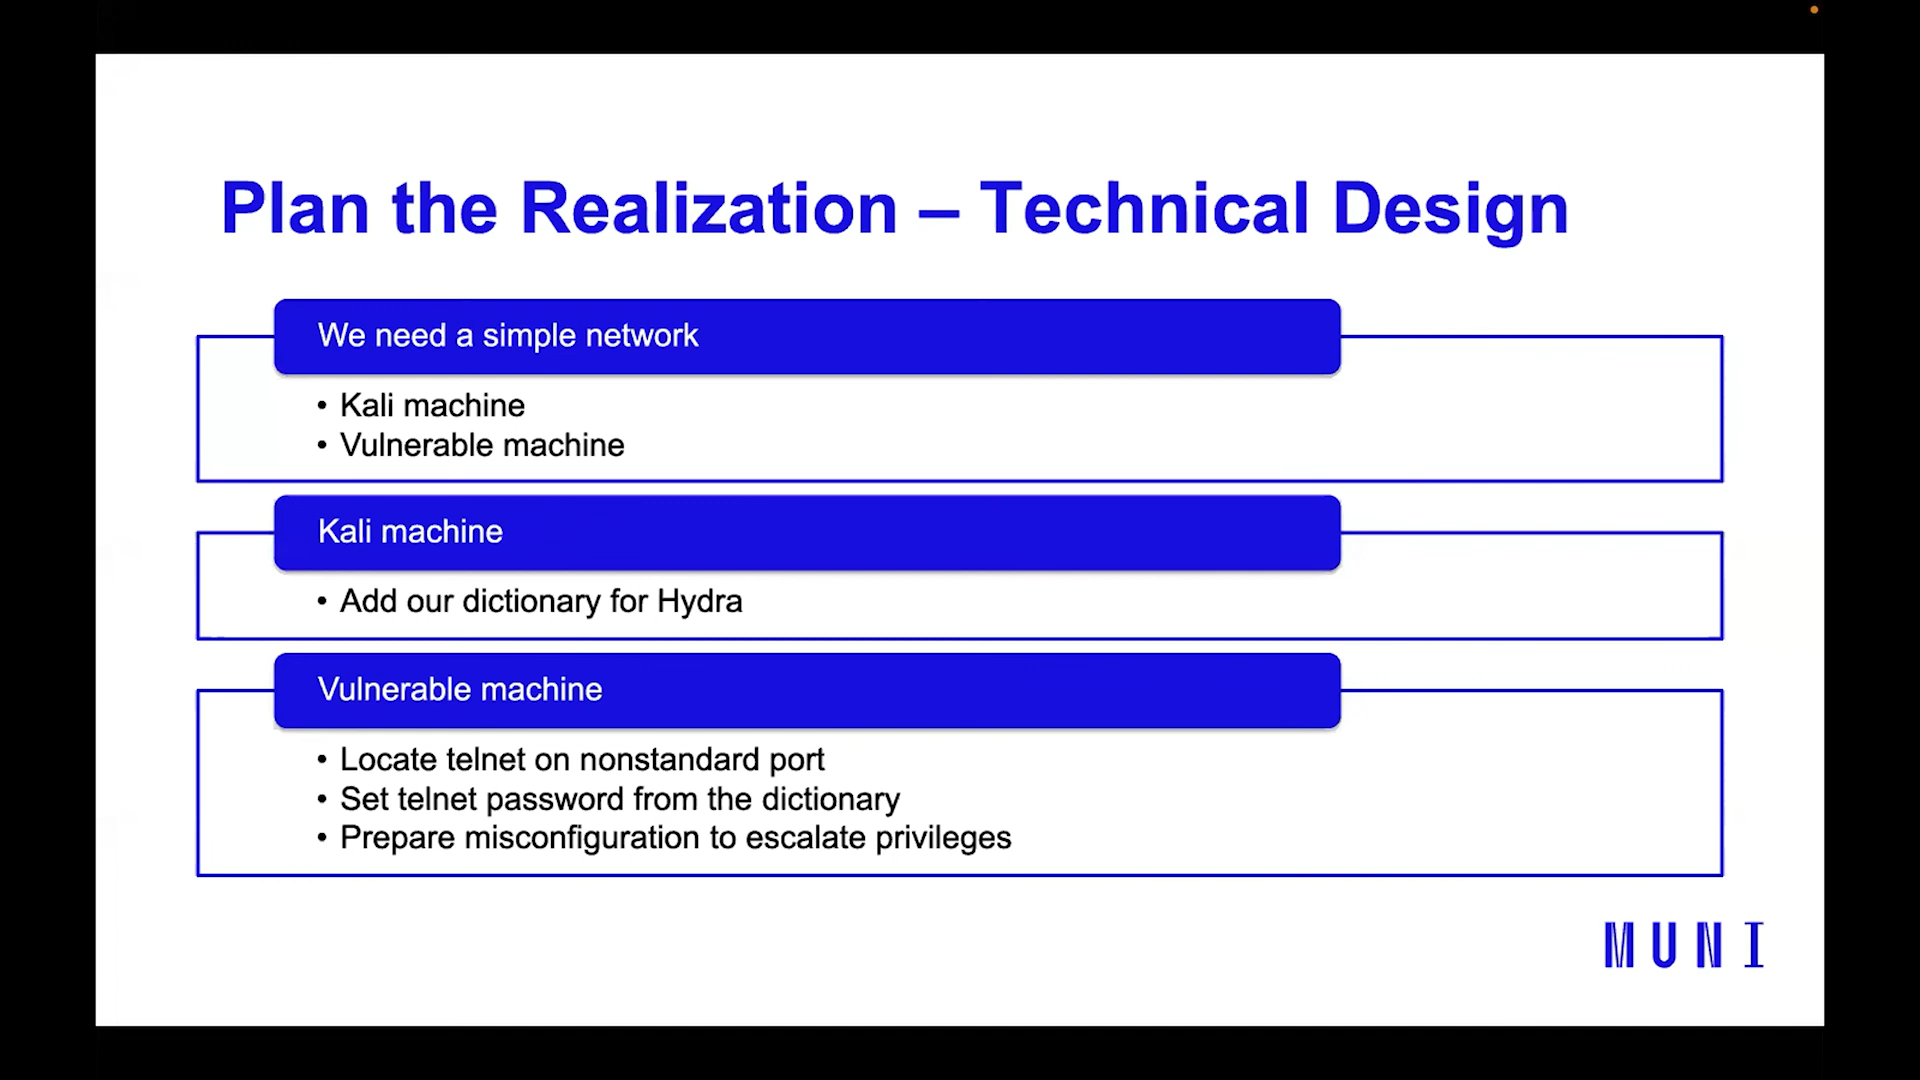 Plan the Realization – Technical Design
We need a simple network
• Kali machine
• Vulnerable machine
Kali machine
• Add our dictionary for Hydra
Vulnerable machine
• Locate telnet on nonstandard port
• Set telnet password from the dictionary
• Prepare misconfiguration to escalate privileges
MUNI